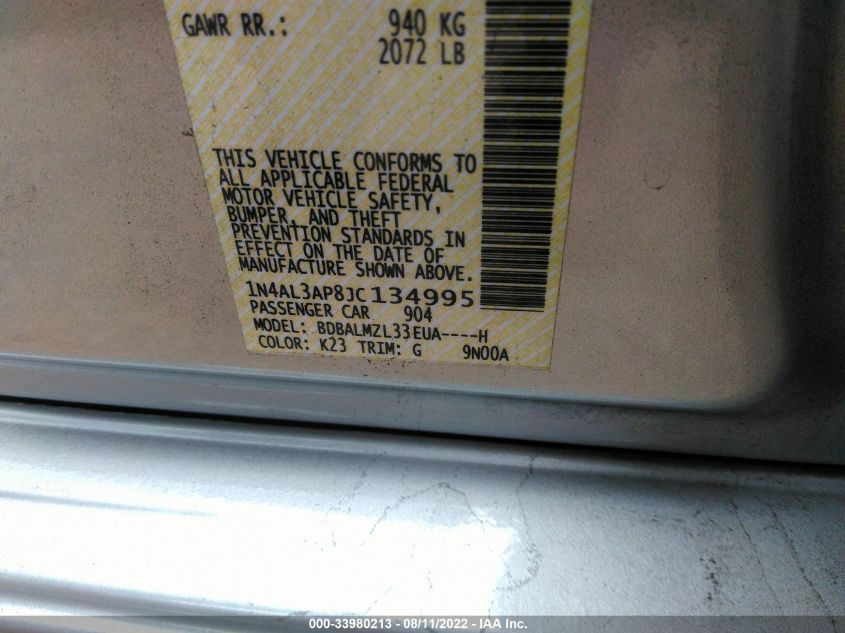 GAWR RR.: 940 KG
2072 LB
THIS VEHICLE CONFORMS TO
ALL APPLICABLE FEDERAL
MOTOR VEHICLE SAFETY,
BUMPER, AND THEFT
PREVENTION STANDARDS IN
EFFECT ON THE DATE OF
MANUFACTURE SHOWN ABOVE.
1N4AL3AP8JC134995
PASSENGER CAR 904
MODEL: BDBALMZL33EUA----H
COLOR: K23 TRIM: G 9N00A
000-33980213 - 08/11/2022 - IAA Inc.